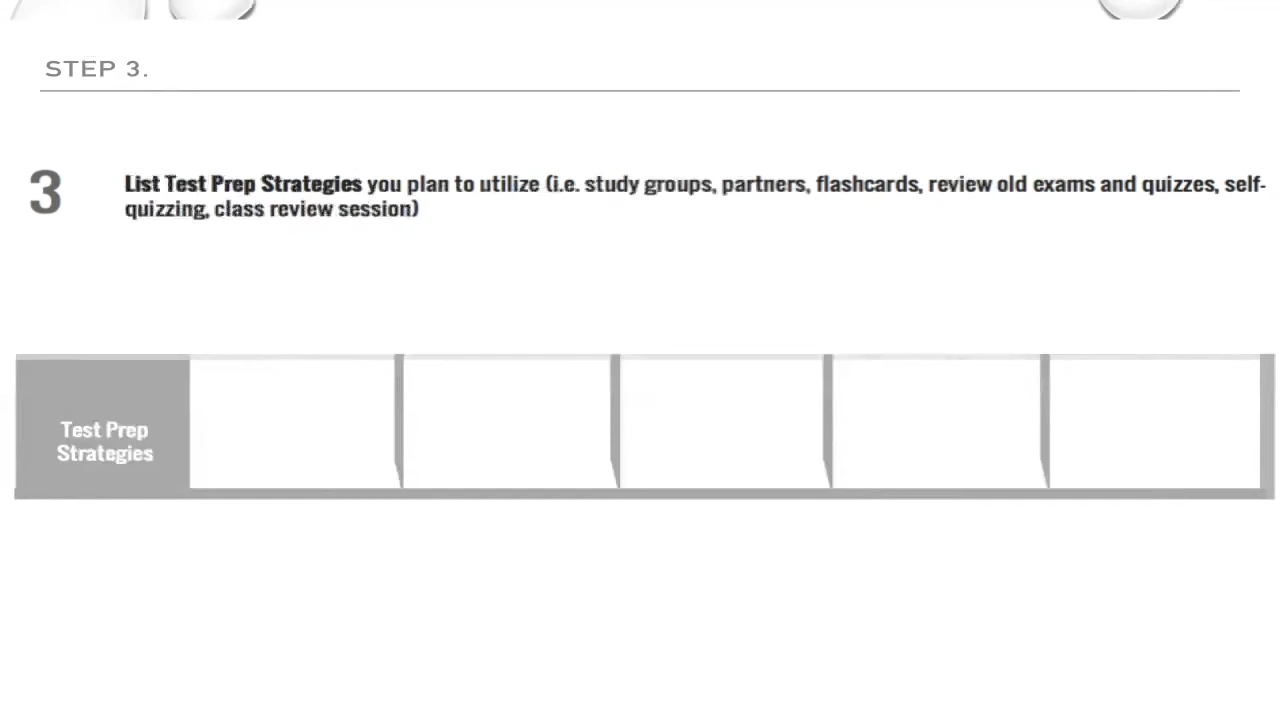 STEP 3.
3
List Test Prep Strategies you plan to utilize (i.e. study groups, partners, flashcards, review old exams and quizzes, self-
quizzing, class review session)
Test Prep
Strategies